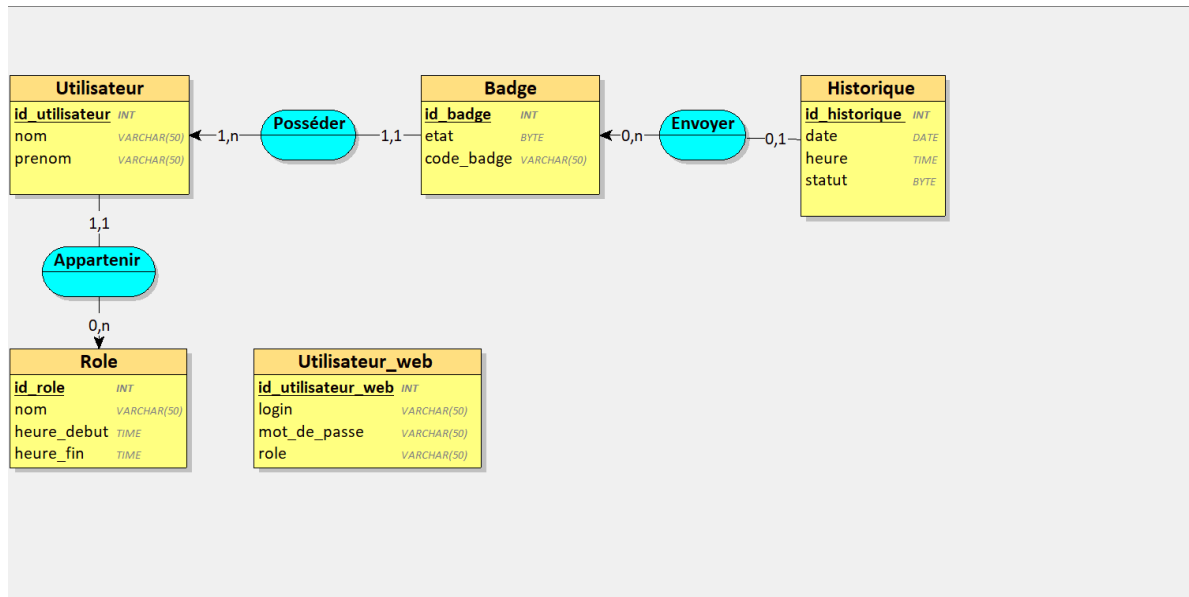 Utilisateur
id_utilisateur INT
nom VARCHAR(50)
prenom VARCHAR(50)
1,n
Posséder
1,1
Badge
id_badge INT
etat BYTE
code_badge VARCHAR(50)
0,n
Envoyer
0,1
Historique
id_historique INT
date DATE
heure TIME
statut BYTE
1,1
Appartenir
0,n
Role
id_role INT
nom VARCHAR(50)
heure_debut TIME
heure_fin TIME
Utilisateur_web
id_utilisateur_web INT
login VARCHAR(50)
mot_de_passe VARCHAR(50)
role VARCHAR(50)